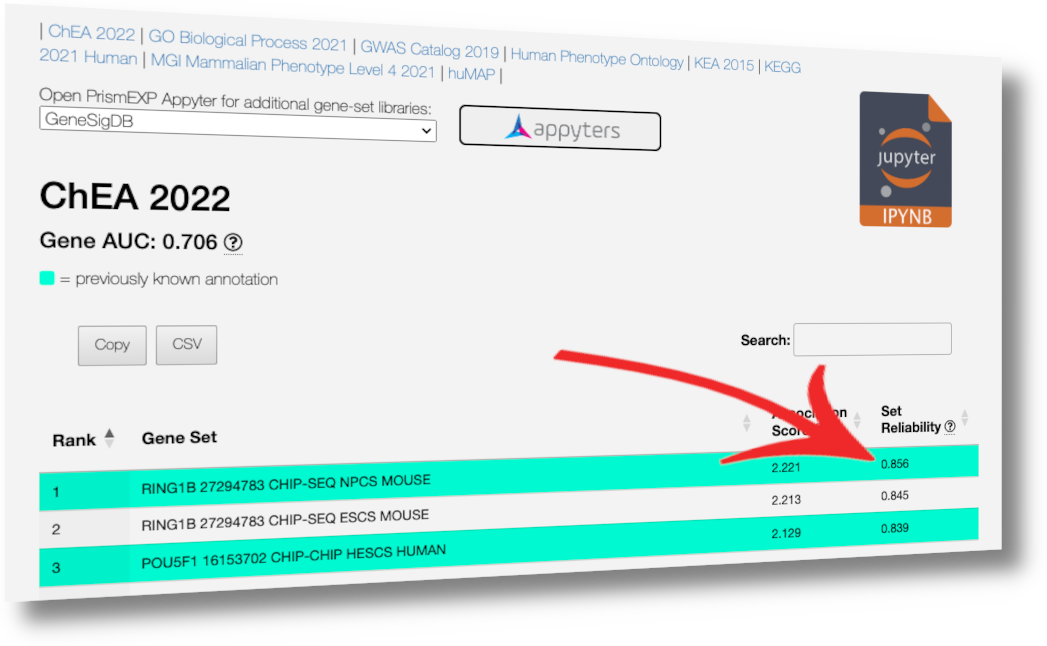 | ChEA 2022 | GO Biological Process 2021 | GWAS Catalog 2019 | Human Phenotype Ontology | KEA 2015 | KEGG
2021 Human | MGI Mammalian Phenotype Level 4 2021 | huMAP |
Open PrismEXP Appyter for additional gene-set libraries:
GeneSigDB
appyters
jupyter
IPYNB
ChEA 2022
Gene AUC: 0.706 ?
= previously known annotation
Copy CSV
Search:
Rank Gene Set
Set
Reliability ?
1 RING1B 27294783 CHIP-SEQ NPCS MOUSE 2.221 0.856
2 RING1B 27294783 CHIP-SEQ ESCS MOUSE 2.213 0.845
3 POU5F1 16153702 CHIP-CHIP HESCS HUMAN 2.129 0.839